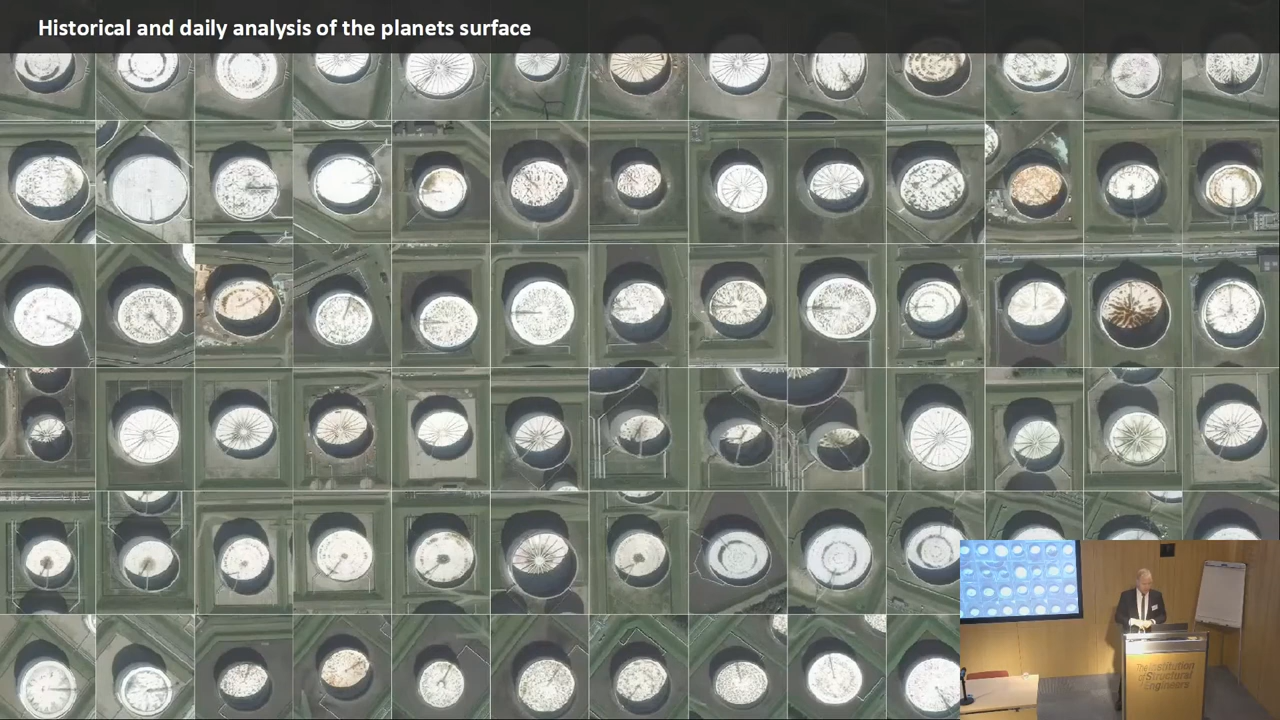 Historical and daily analysis of the planets surface
The Institution
of Structural
Engineers